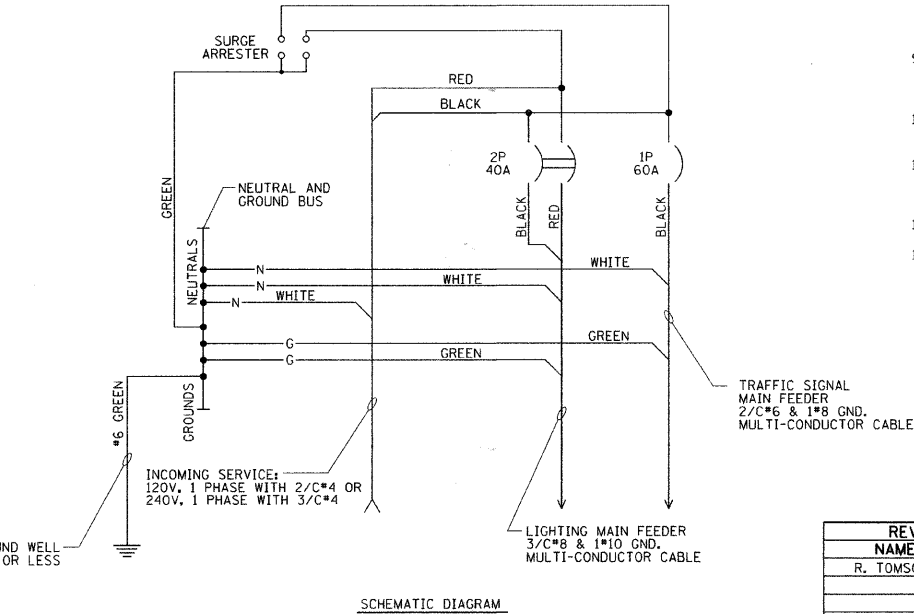 SURGE
ARRESTER
RED
BLACK
2P
40A
1P
60A
GREEN
NEUTRAL AND
GROUND BUS
BLACK
RED
BLACK
NEUTRALS
N
WHITE
N
WHITE
N
WHITE
G
GREEN
G
GREEN
#6 GREEN
GROUNDS
TRAFFIC SIGNAL
MAIN FEEDER
2/C#6 & 1#8 GND.
MULTI-CONDUCTOR CABLE
INCOMING SERVICE:
120V, 1 PHASE WITH 2/C#4 OR
240V, 1 PHASE WITH 3/C#4
LIGHTING MAIN FEEDER
3/C#8 & 1#10 GND.
MULTI-CONDUCTOR CABLE
WELL
OR LESS
REV
NAME
R. TOMS
SCHEMATIC DIAGRAM